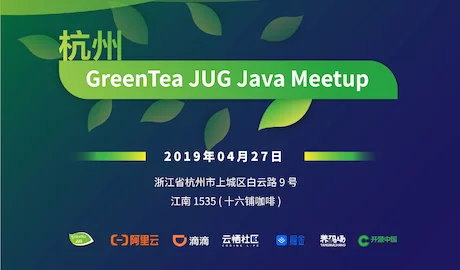 杭州
GreenTea JUG Java Meetup
2019年04月27日
浙江省杭州市上城区白云路 9 号
江南 1535 ( 十六铺咖啡 )
阿里云
滴滴
云栖社区
开源中国